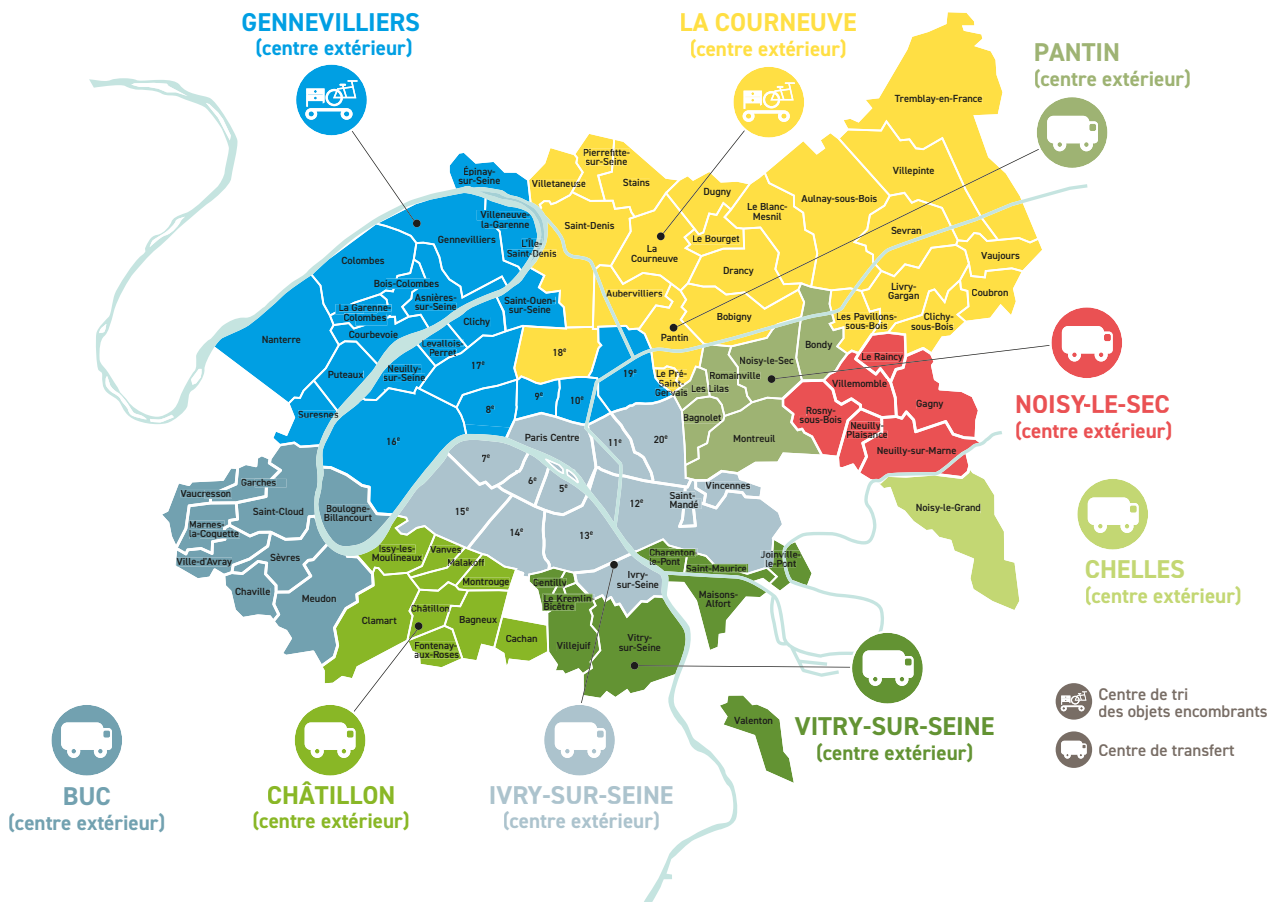 GENNEVILLIERS
(centre extérieur)
LA COURNEUVE
(centre extérieur)
PANTIN
(centre extérieur)
Tremblay-en-France
Villepinte
Pierrefitte-
sur-Seine
Épinay-
sur-Seine
Villetaneuse
Stains
Dugny
Le Blanc-
Mesnil
Aulnay-sous-Bois
Sevran
Vaujours
Coubron
Livry-
Gargan
Clichy-
sous-Bois
Les Pavillons-
sous-Bois
Villeneuve-
la-Garenne
Gennevilliers
L'Île-
Saint-Denis
Saint-Denis
La
Courneuve
Le Bourget
Drancy
Aubervilliers
Bobigny
Pantin
Colombes
Bois-Colombes
Asnières-
sur-Seine
Saint-Ouen-
sur-Seine
La Garenne-
Colombes
Clichy
Courbevoie
Levallois-
Perret
Nanterre
Puteaux
Neuilly-
sur-Seine
Suresnes
17e
18e
19e
8e
9e
10e
16e
Le Pré-
Saint-
Gervais
Bondy
Noisy-le-Sec
Romainville
Les Lilas
Bagnolet
Montreuil
Le Raincy
Villemomble
Gagny
Rosny-
sous-Bois
Neuilly-
Plaisance
Neuilly-sur-Marne
NOISY-LE-SEC
(centre extérieur)
Paris Centre
11e
20e
7e
6e
5e
12e
15e
14e
13e
Saint-
Mandé
Vincennes
Noisy-le-Grand
CHELLES
(centre extérieur)
Garches
Vaucresson
Saint-Cloud
Marnes-
la-Coquette
Ville-d'Avray
Sèvres
Chaville
Meudon
Boulogne-
Billancourt
Issy-les-
Moulineaux
Vanves
Malakoff
Montrouge
Clamart
Châtillon
Bagneux
Fontenay-
aux-Roses
Cachan
Gentilly
Le Kremlin-
Bicêtre
Villejuif
Ivry-
sur-Seine
Vitry-
sur-Seine
Charenton
le-Pont
Saint-Maurice
Joinville-
le-Pont
Maisons-
Alfort
Valenton
BUC
(centre extérieur)
CHÂTILLON
(centre extérieur)
IVRY-SUR-SEINE
(centre extérieur)
VITRY-SUR-SEINE
(centre extérieur)
Centre de tri
des objets encombrants
Centre de transfert